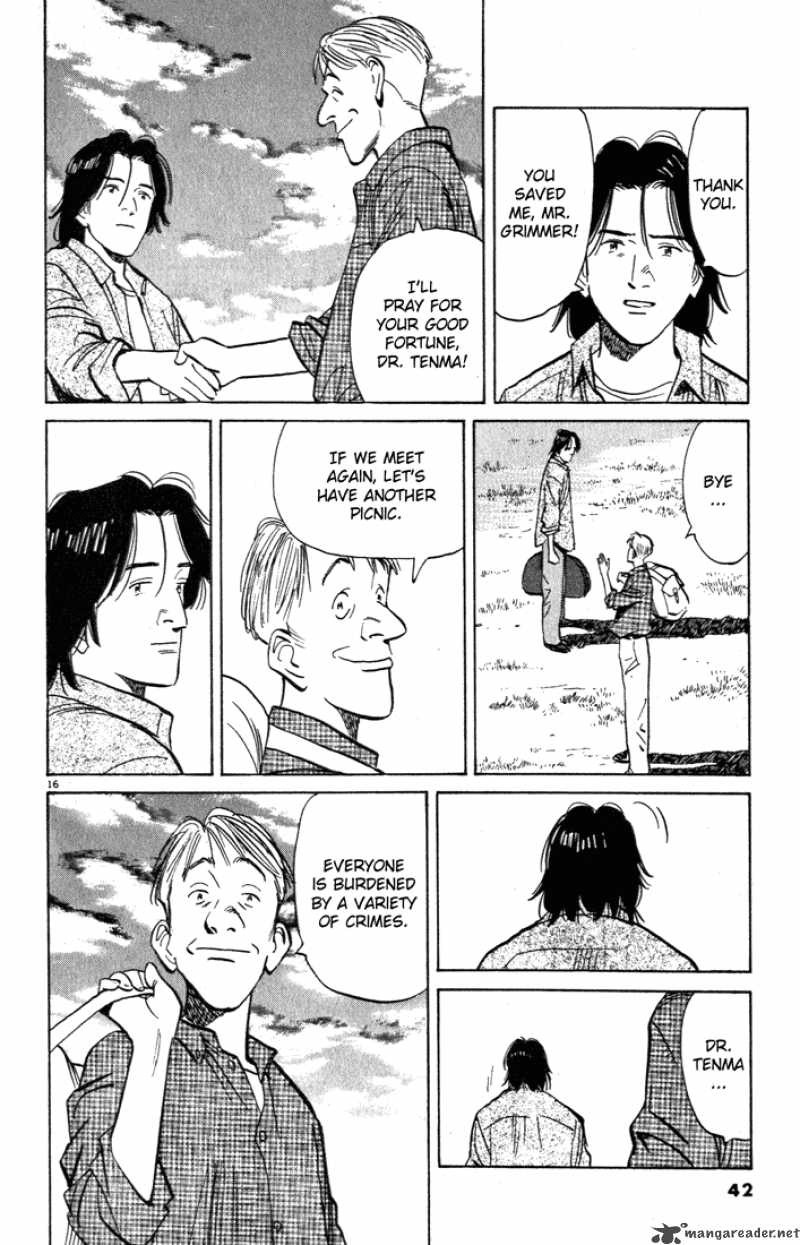 THANK
YOU.
YOU
SAVED
ME, MR.
GRIMMER!
I'LL
PRAY FOR
YOUR GOOD
FORTUNE,
DR. TENMA!
BYE
...
IF WE MEET
AGAIN, LET'S
HAVE ANOTHER
PICNIC.
16
DR.
TENMA
...
EVERYONE
IS BURDENED
BY A VARIETY
OF CRIMES.
42
mangareader.net